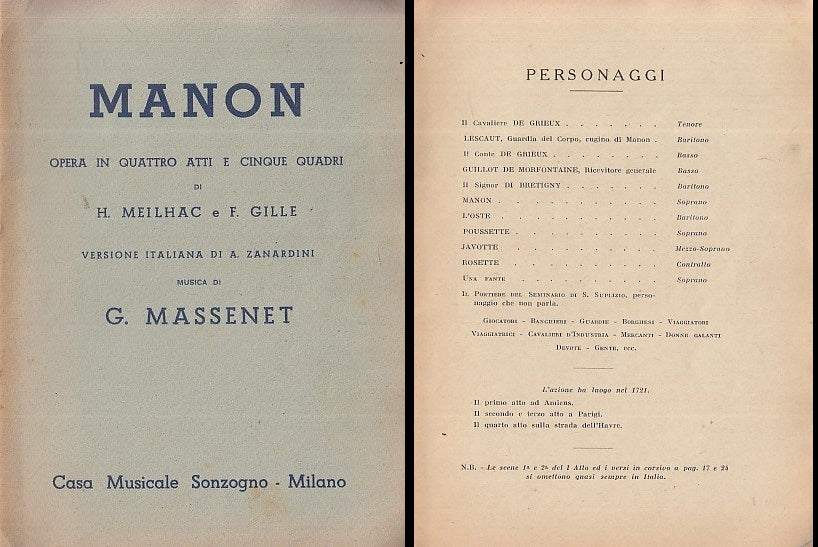 MANON
OPERA IN QUATTRO ATTI E CINQUE QUADRI
DI
H. MEILHAC e F. GILLE
VERSIONE ITALIANA DI A. ZANARDINI
MUSICA DI
G. MASSENET
Casa Musicale Sonzogno - Milano
PERSONAGGI
Il Cavaliere DE GRIEUX . . . . . . . Tenore
LESCAUT, Guardia del Corpo, cugino di Manon . Baritono
Il Conte DE GRIEUX . . . . . . . . Basso
GUILLOT DE MORFONTAINE, Ricevitore generale Basso
Il Signor DI BRETIGNY . . . . . . . Baritono
MANON . . . . . . . . . . . Soprano
L'OSTE . . . . . . . . . . . Baritono
POUSSETTE . . . . . . . . . . Soprano
JAVOTTE . . . . . . . . . . Mezzo-Soprano
ROSETTE . . . . . . . . . . Contralto
UNA FANTE . . . . . . . . . . Soprano
IL PORTIERE DEL SEMINARIO DI S. SUPLIZIO, perso-
naggio che non parla.
GIOCATORI - BANCHIERI - GUARDIE - BORGHESI - VIAGGIATORI
VIAGGIATRICI - CAVALIERI D'INDUSTRIA - MERCANTI - DONNE GALANTI
DEVOTE - GENTE, ecc.
L'azione ha luogo nel 1721.
Il primo atto ad Amiens.
Il secondo e terzo atto a Parigi.
Il quarto atto sulla strada dell'Havre.
N.B. - Le scene 1ª e 2ª del I Atto ed i versi in corsivo a pag. 17 e 25
si omettono quasi sempre in Italia.